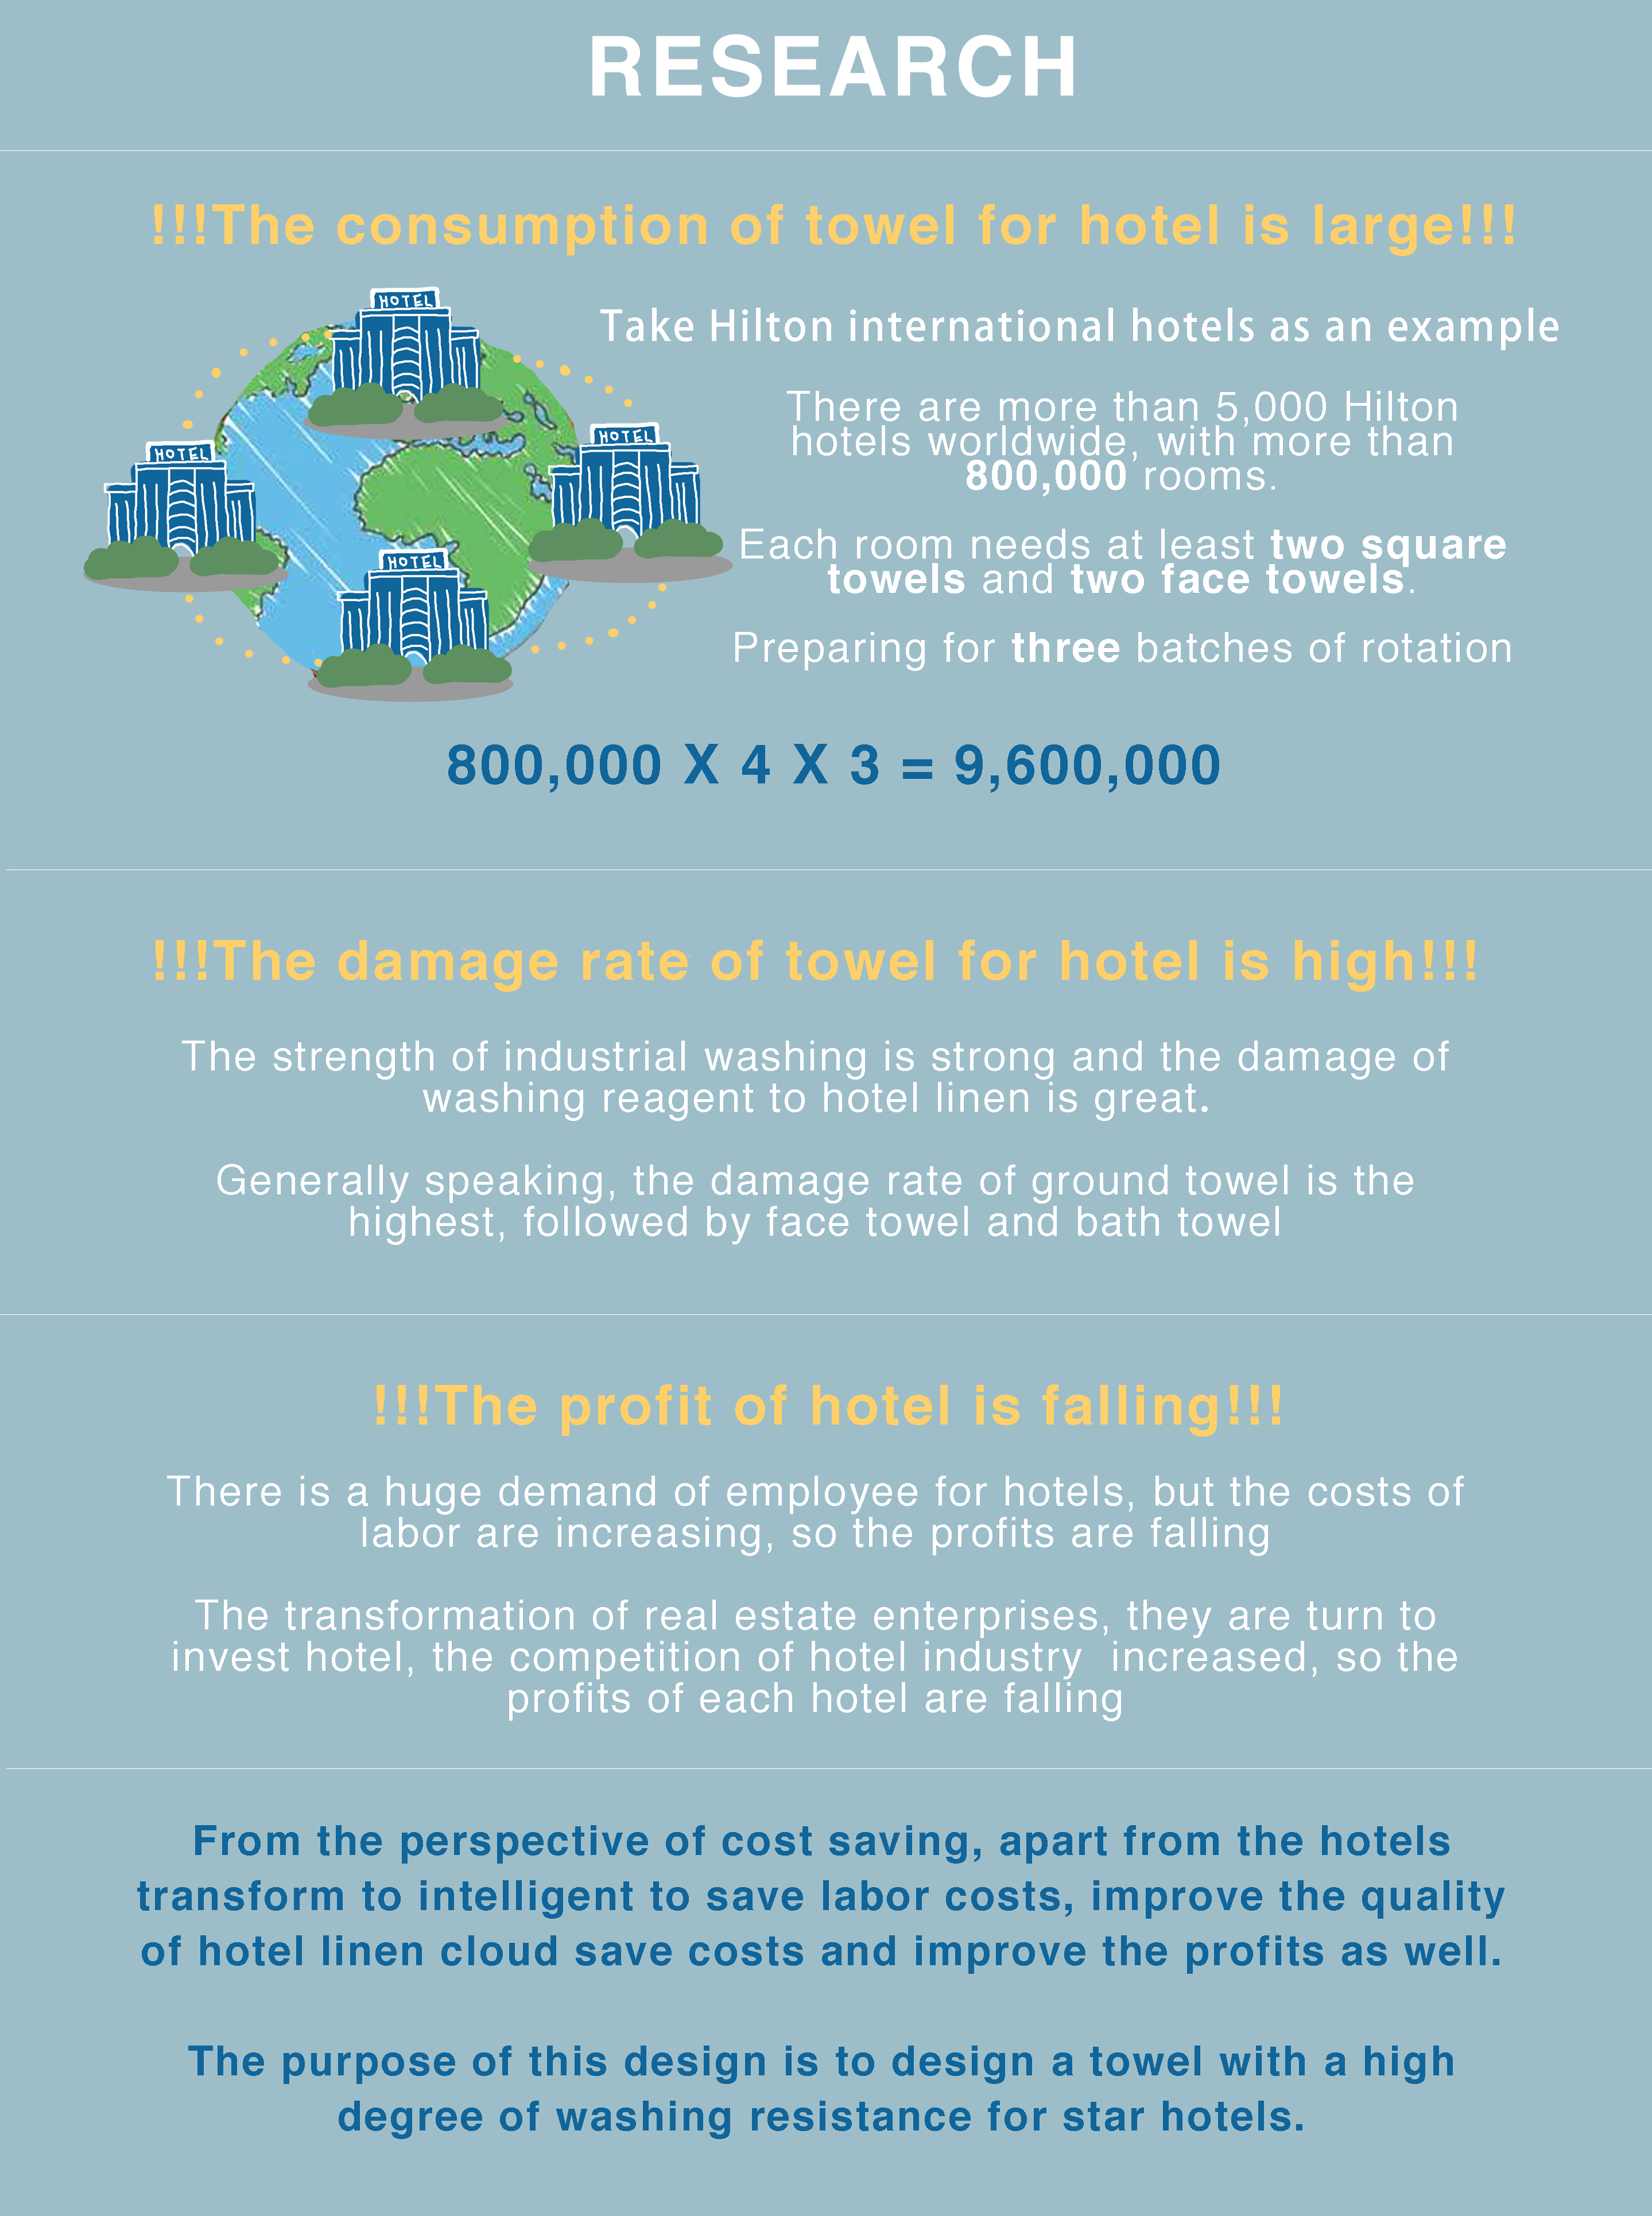 RESEARCH
!!!The consumption of towel for hotel is large!!!
HOTEL
HOTEL
HOTEL
HOTEL
Take Hilton international hotels as an example
There are more than 5,000 Hilton
hotels worldwide, with more than
800,000 rooms.
Each room needs at least two square
towels and two face towels.
Preparing for three batches of rotation
800,000 X 4 X 3 = 9,600,000
!!!The damage rate of towel for hotel is high!!!
The strength of industrial washing is strong and the damage of
washing reagent to hotel linen is great.
Generally speaking, the damage rate of ground towel is the
highest, followed by face towel and bath towel
!!!The profit of hotel is falling!!!
There is a huge demand of employee for hotels, but the costs of
labor are increasing, so the profits are falling
The transformation of real estate enterprises, they are turn to
invest hotel, the competition of hotel industry  increased, so the
profits of each hotel are falling
From the perspective of cost saving, apart from the hotels
transform to intelligent to save labor costs, improve the quality
of hotel linen cloud save costs and improve the profits as well.
The purpose of this design is to design a towel with a high
degree of washing resistance for star hotels.